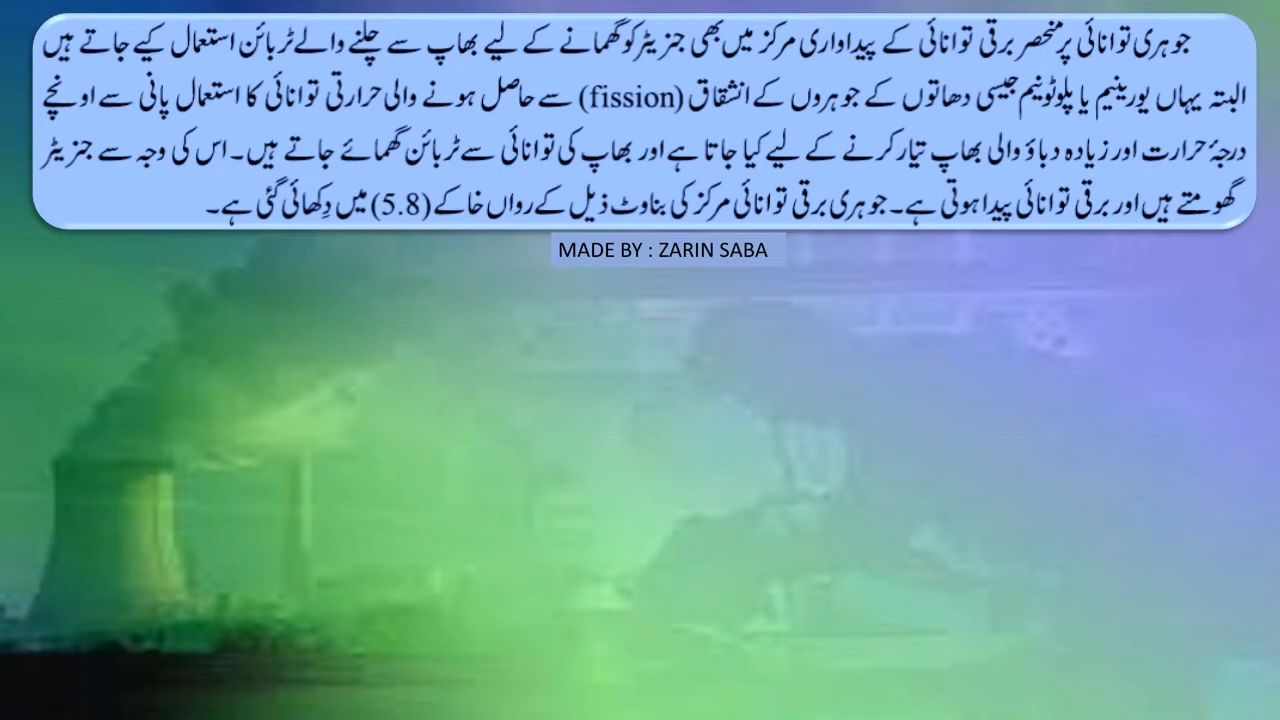 جوہری توانائی پر منحصر برقی توانائی کے پیداواری مرکز میں بھی جنریٹر کو گھمانے کے لیے بھاپ سے چلنے والے ٹربائن استعمال کیے جاتے ہیں
البتہ یہاں یورینیم یا پلوٹونیم جیسی دھاتوں کے جوہروں کے انشقاق (fission) سے حاصل ہونے والی حرارتی توانائی کا استعمال پانی سے اونچے
درجۂ حرارت اور زیادہ دباؤ والی بھاپ تیار کرنے کے لیے کیا جاتا ہے اور بھاپ کی توانائی سے ٹربائن گھمائے جاتے ہیں۔ اس کی وجہ سے جنریٹر
گھومتے ہیں اور برقی توانائی پیدا ہوتی ہے۔ جوہری برقی توانائی مرکز کی بناوٹ ذیل کے رواں خاکے (5.8) میں دِکھائی گئی ہے۔
MADE BY : ZARIN SABA